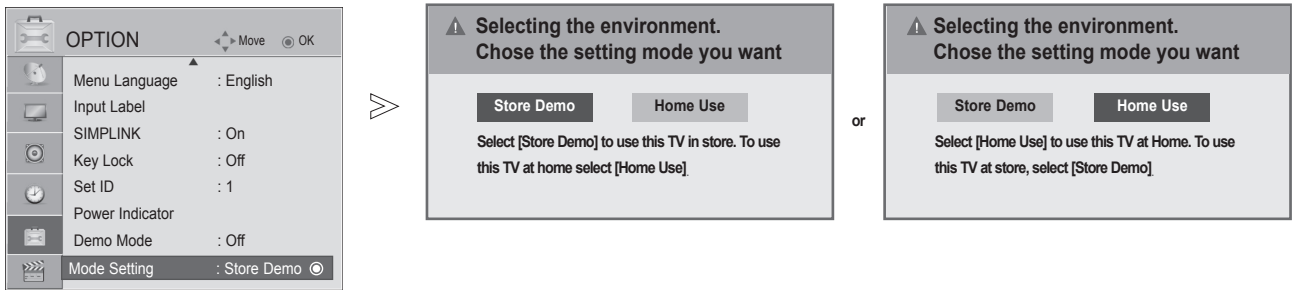 OPTION
Move OK
Menu Language : English
Input Label
SIMPLINK : On
Key Lock : Off
Set ID : 1
Power Indicator
Demo Mode : Off
Mode Setting : Store Demo
Selecting the environment.
Chose the setting mode you want
Store Demo Home Use
Select [Store Demo] to use this TV in store. To use
this TV at home select [Home Use].
or
Selecting the environment.
Chose the setting mode you want
Store Demo Home Use
Select [Home Use] to use this TV at Home. To use
this TV at store, select [Store Demo].